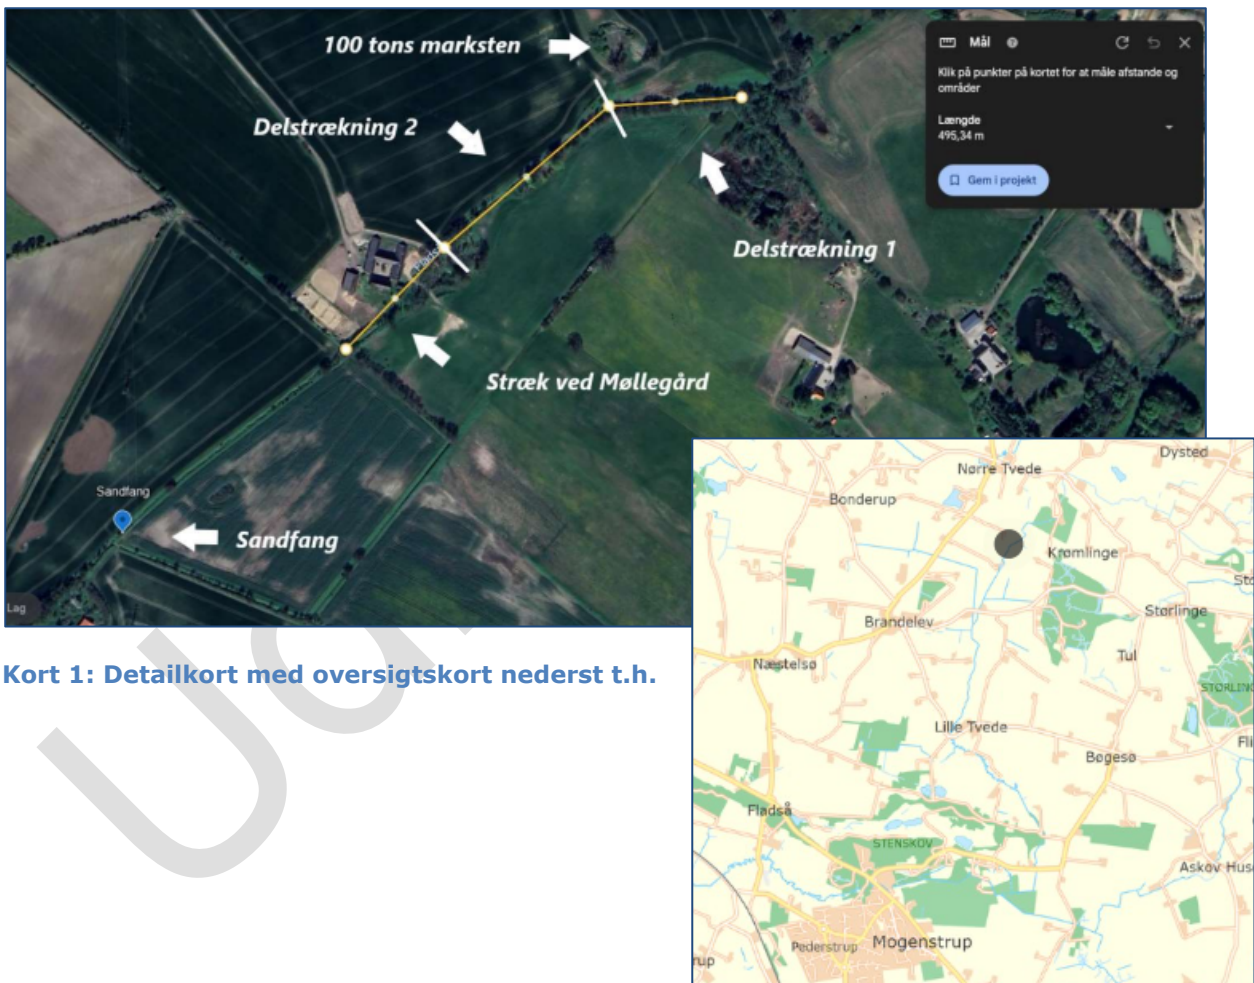 100 tons marksten
Delstrækning 2
Delstrækning 1
Stræk ved Møllegård
Sandfang
Sandfang
Lag
Mål
Klik på punkter på kortet for at måle afstande og
områder
Længde
495,34 m
Gem i projekt
Kort 1: Detailkort med oversigtskort nederst t.h.
Dysted
Nørre Tvede
Bonderup
Krømlinge
Størlinge
Brandelev
Tul
Næstelsø
Lille Tvede
Bøgesø
Fladså
STENSKOV
Askov Hus
Mogenstrup
Pederstrup